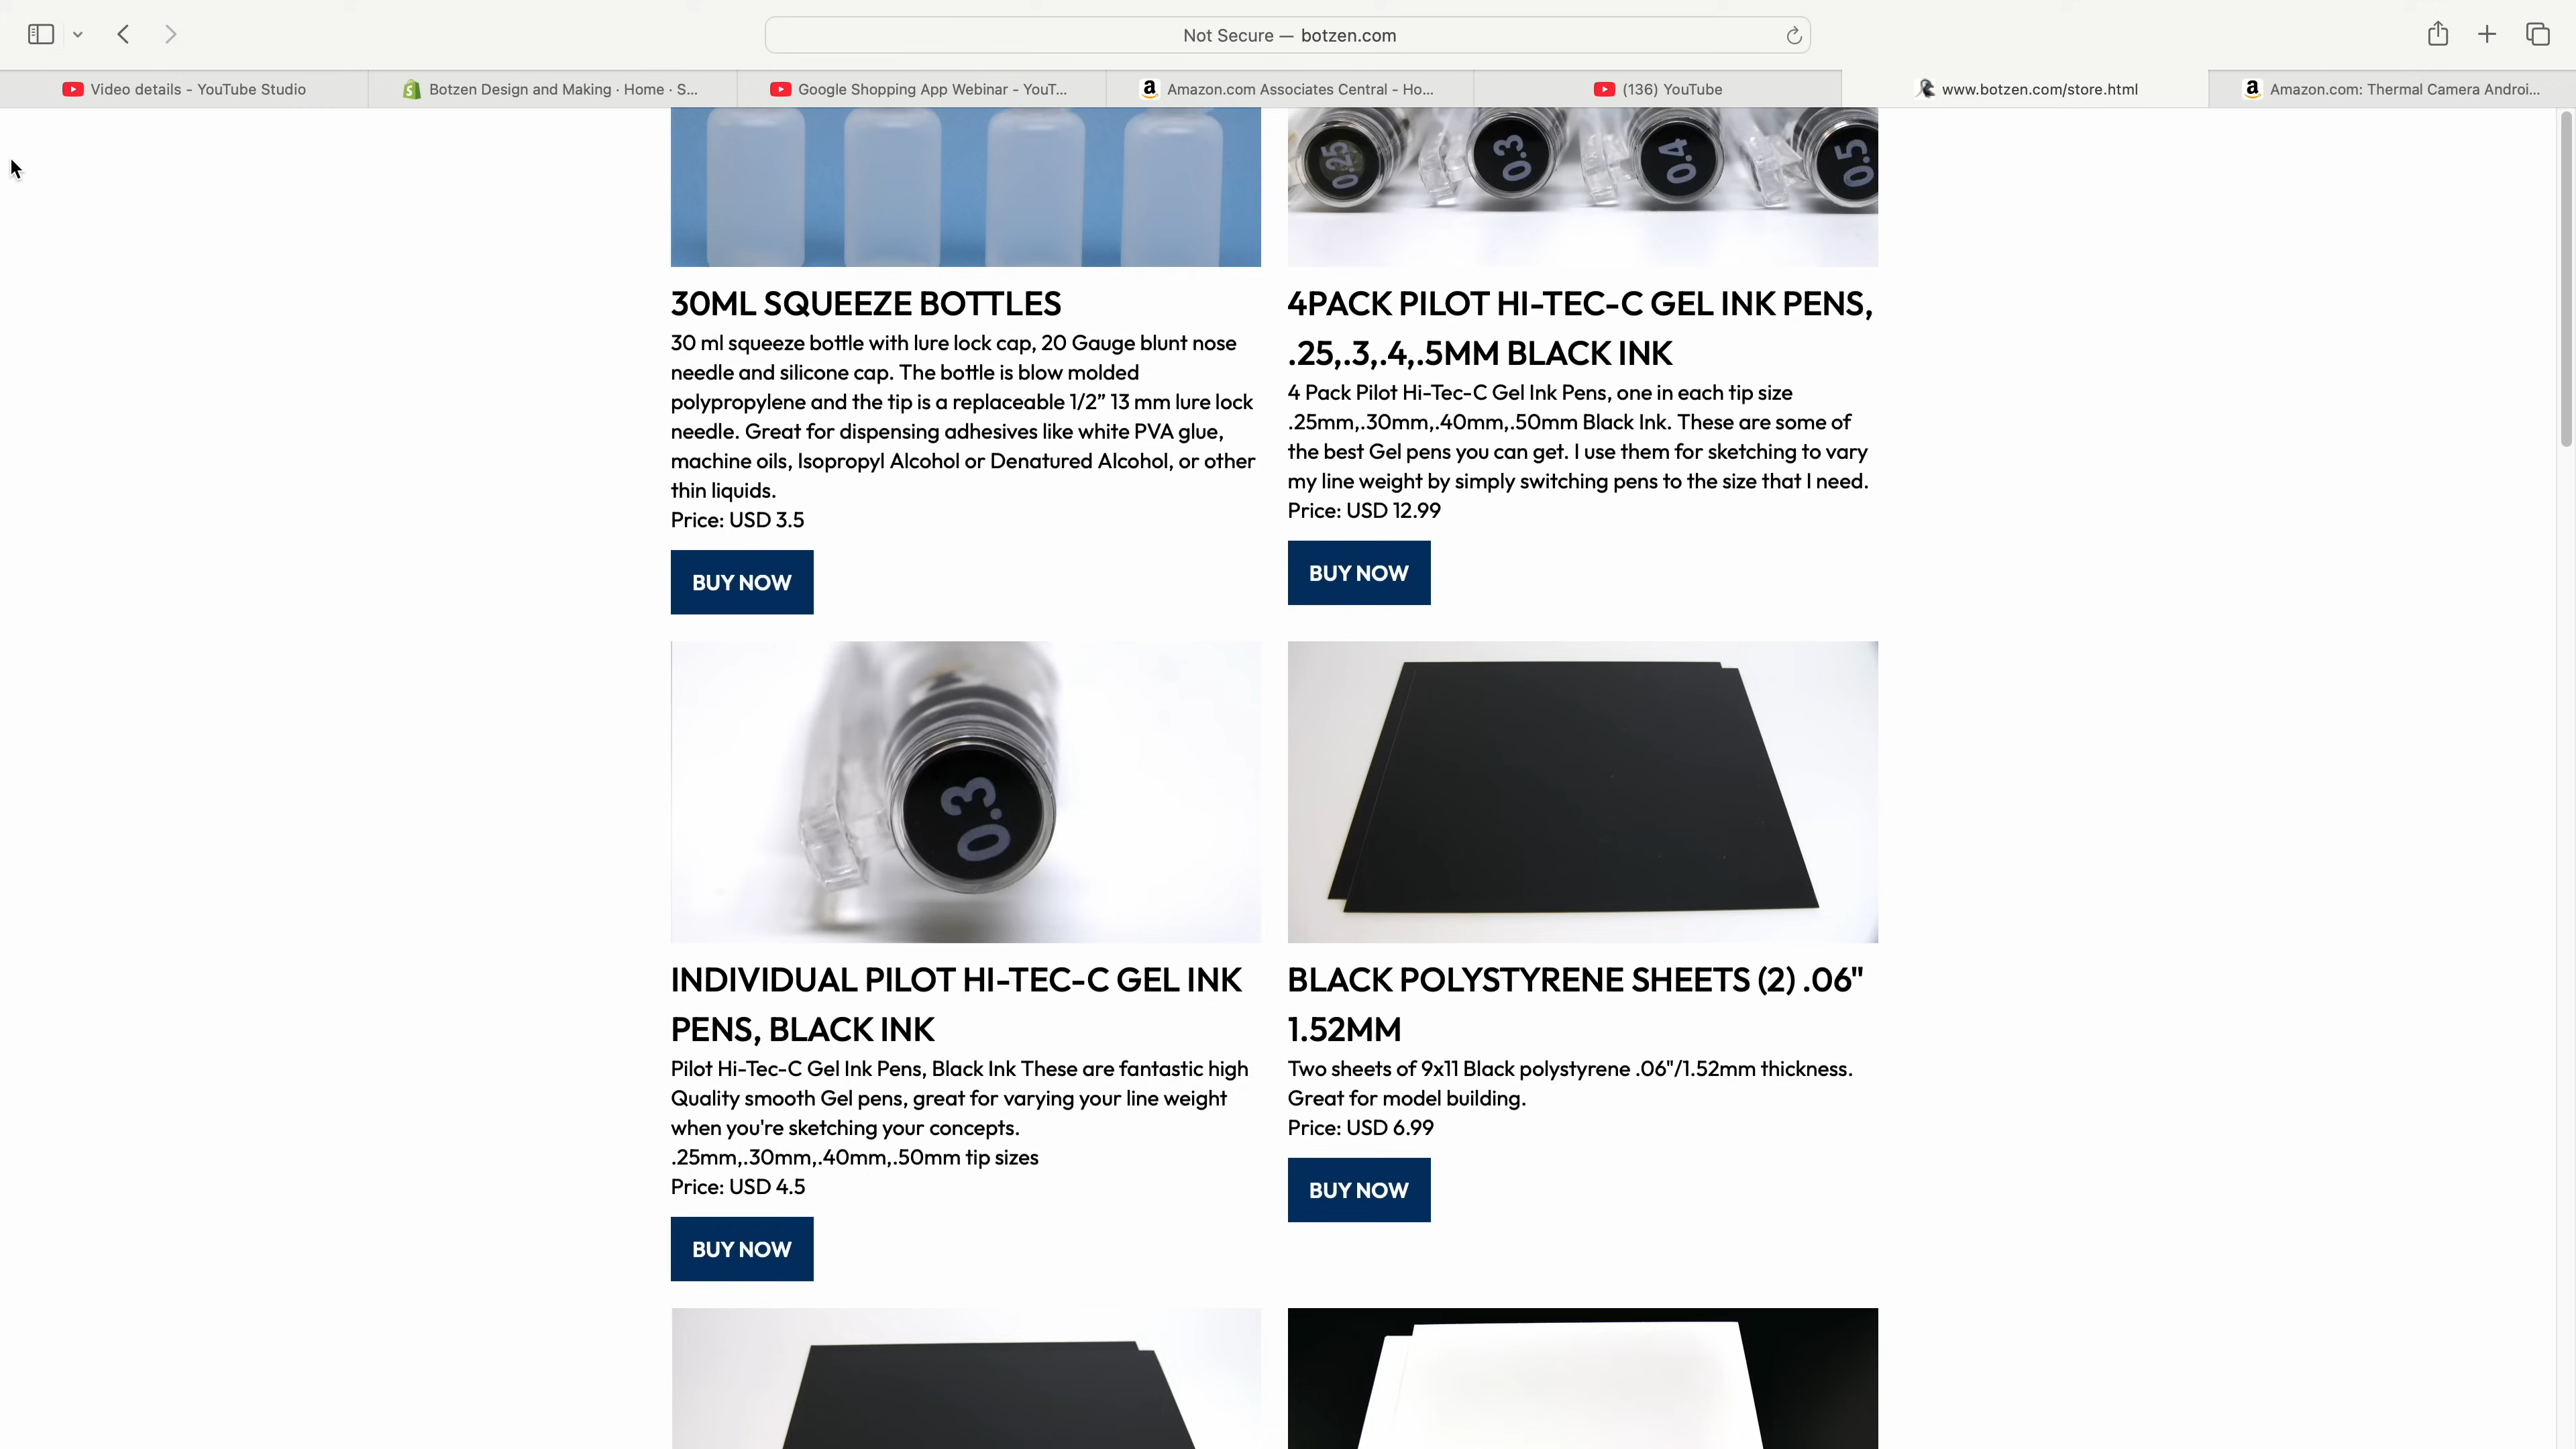 Not Secure — botzen.com
Video details - YouTube Studio
Botzen Design and Making · Home · S...
Google Shopping App Webinar - YouT...
Amazon.com Associates Central - Ho...
(136) YouTube
www.botzen.com/store.html
Amazon.com: Thermal Camera Androi...
0.25
0.3
0.4
0.5
30ML SQUEEZE BOTTLES
30 ml squeeze bottle with lure lock cap, 20 Gauge blunt nose
needle and silicone cap. The bottle is blow molded
polypropylene and the tip is a replaceable 1/2” 13 mm lure lock
needle. Great for dispensing adhesives like white PVA glue,
machine oils, Isopropyl Alcohol or Denatured Alcohol, or other
thin liquids.
Price: USD 3.5
BUY NOW
4PACK PILOT HI-TEC-C GEL INK PENS,
.25,.3,.4,.5MM BLACK INK
4 Pack Pilot Hi-Tec-C Gel Ink Pens, one in each tip size
.25mm,.30mm,.40mm,.50mm Black Ink. These are some of
the best Gel pens you can get. I use them for sketching to vary
my line weight by simply switching pens to the size that I need.
Price: USD 12.99
BUY NOW
0.3
INDIVIDUAL PILOT HI-TEC-C GEL INK
PENS, BLACK INK
Pilot Hi-Tec-C Gel Ink Pens, Black Ink These are fantastic high
Quality smooth Gel pens, great for varying your line weight
when you're sketching your concepts.
.25mm,.30mm,.40mm,.50mm tip sizes
Price: USD 4.5
BUY NOW
BLACK POLYSTYRENE SHEETS (2) .06"
1.52MM
Two sheets of 9x11 Black polystyrene .06"/1.52mm thickness.
Great for model building.
Price: USD 6.99
BUY NOW